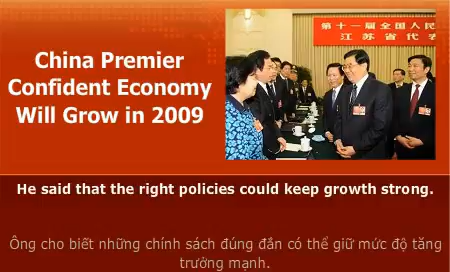 China Premier
Confident Economy
Will Grow in 2009
第十一届全国人民
江苏省代表
He said that the right policies could keep growth strong.
Ông cho biết những chính sách đúng đắn có thể giữ mức độ tăng
trưởng mạnh.